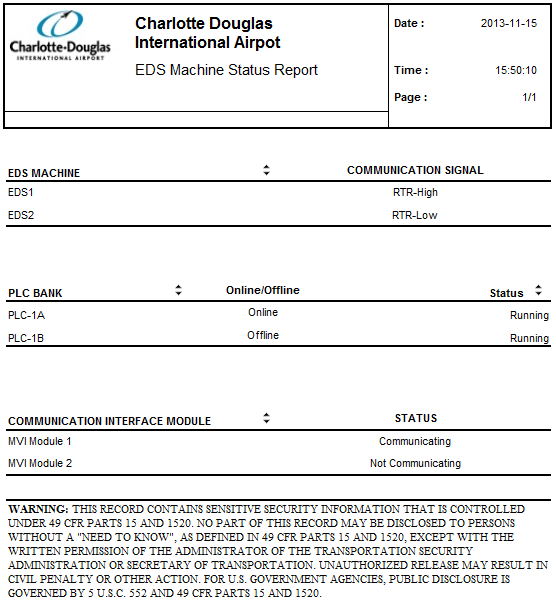 Charlotte•Douglas
INTERNATIONAL AIRPORT
Charlotte Douglas
International Airpot
EDS Machine Status Report
Date : 2013-11-15
Time : 15:50:10
Page : 1/1
EDS MACHINE COMMUNICATION SIGNAL
EDS1 RTR-High
EDS2 RTR-Low
PLC BANK Online/Offline Status
PLC-1A Online Running
PLC-1B Offline Running
COMMUNICATION INTERFACE MODULE STATUS
MVI Module 1 Communicating
MVI Module 2 Not Communicating
WARNING: THIS RECORD CONTAINS SENSITIVE SECURITY INFORMATION THAT IS CONTROLLED
UNDER 49 CFR PARTS 15 AND 1520. NO PART OF THIS RECORD MAY BE DISCLOSED TO PERSONS
WITHOUT A "NEED TO KNOW", AS DEFINED IN 49 CFR PARTS 15 AND 1520, EXCEPT WITH THE
WRITTEN PERMISSION OF THE ADMINISTRATOR OF THE TRANSPORTATION SECURITY
ADMINISTRATION OR SECRETARY OF TRANSPORTATION. UNAUTHORIZED RELEASE MAY RESULT IN
CIVIL PENALTY OR OTHER ACTION. FOR U.S. GOVERNMENT AGENCIES, PUBLIC DISCLOSURE IS
GOVERNED BY 5 U.S.C. 552 AND 49 CFR PARTS 15 AND 1520.